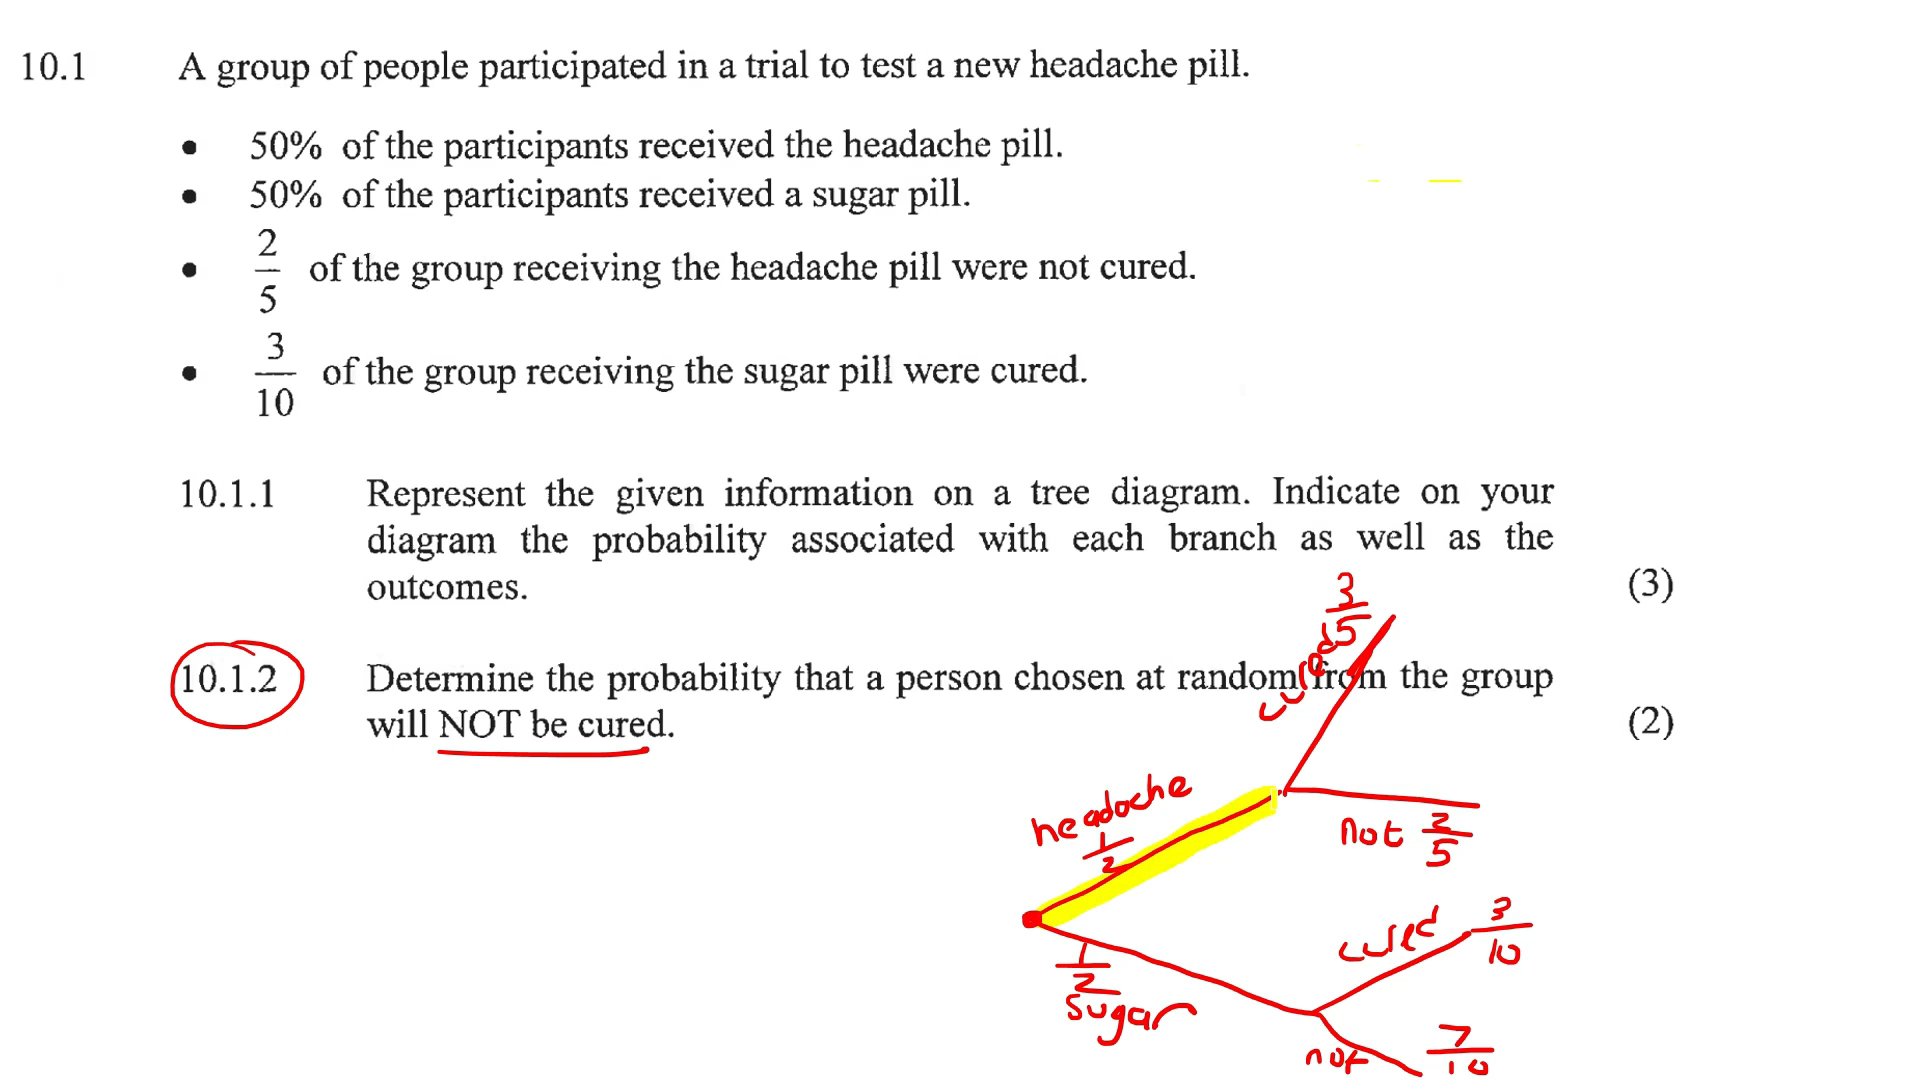 10.1 A group of people participated in a trial to test a new headache pill.
• 50% of the participants received the headache pill.
• 50% of the participants received a sugar pill.
• 2/5 of the group receiving the headache pill were not cured.
• 3/10 of the group receiving the sugar pill were cured.
10.1.1 Represent the given information on a tree diagram. Indicate on your
diagram the probability associated with each branch as well as the
outcomes. (3)
10.1.2 Determine the probability that a person chosen at random from the group
will NOT be cured. (2)
cured 3/5
headache 1/2
not 2/5
cured 3/10
1/2 sugar
not 7/10